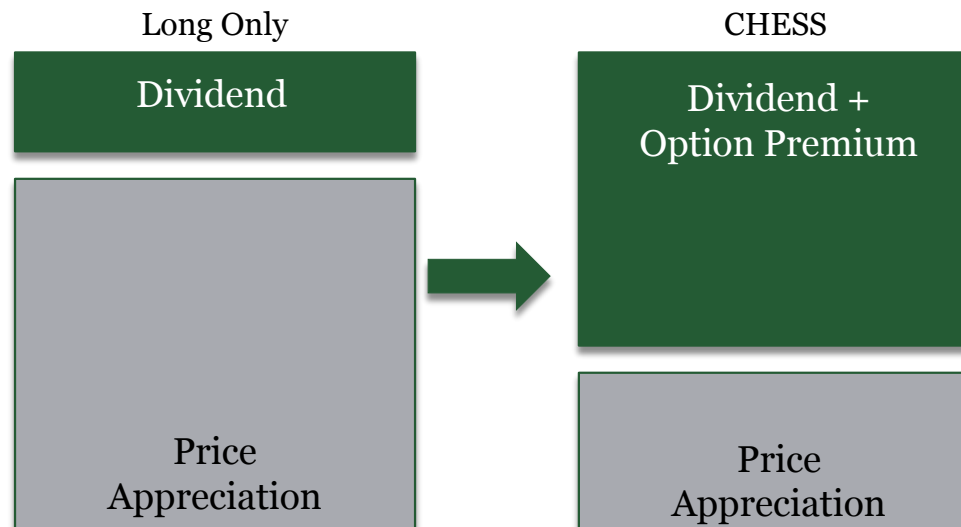 Long Only
Dividend
Price
Appreciation
CHESS
Dividend +
Option Premium
Price
Appreciation